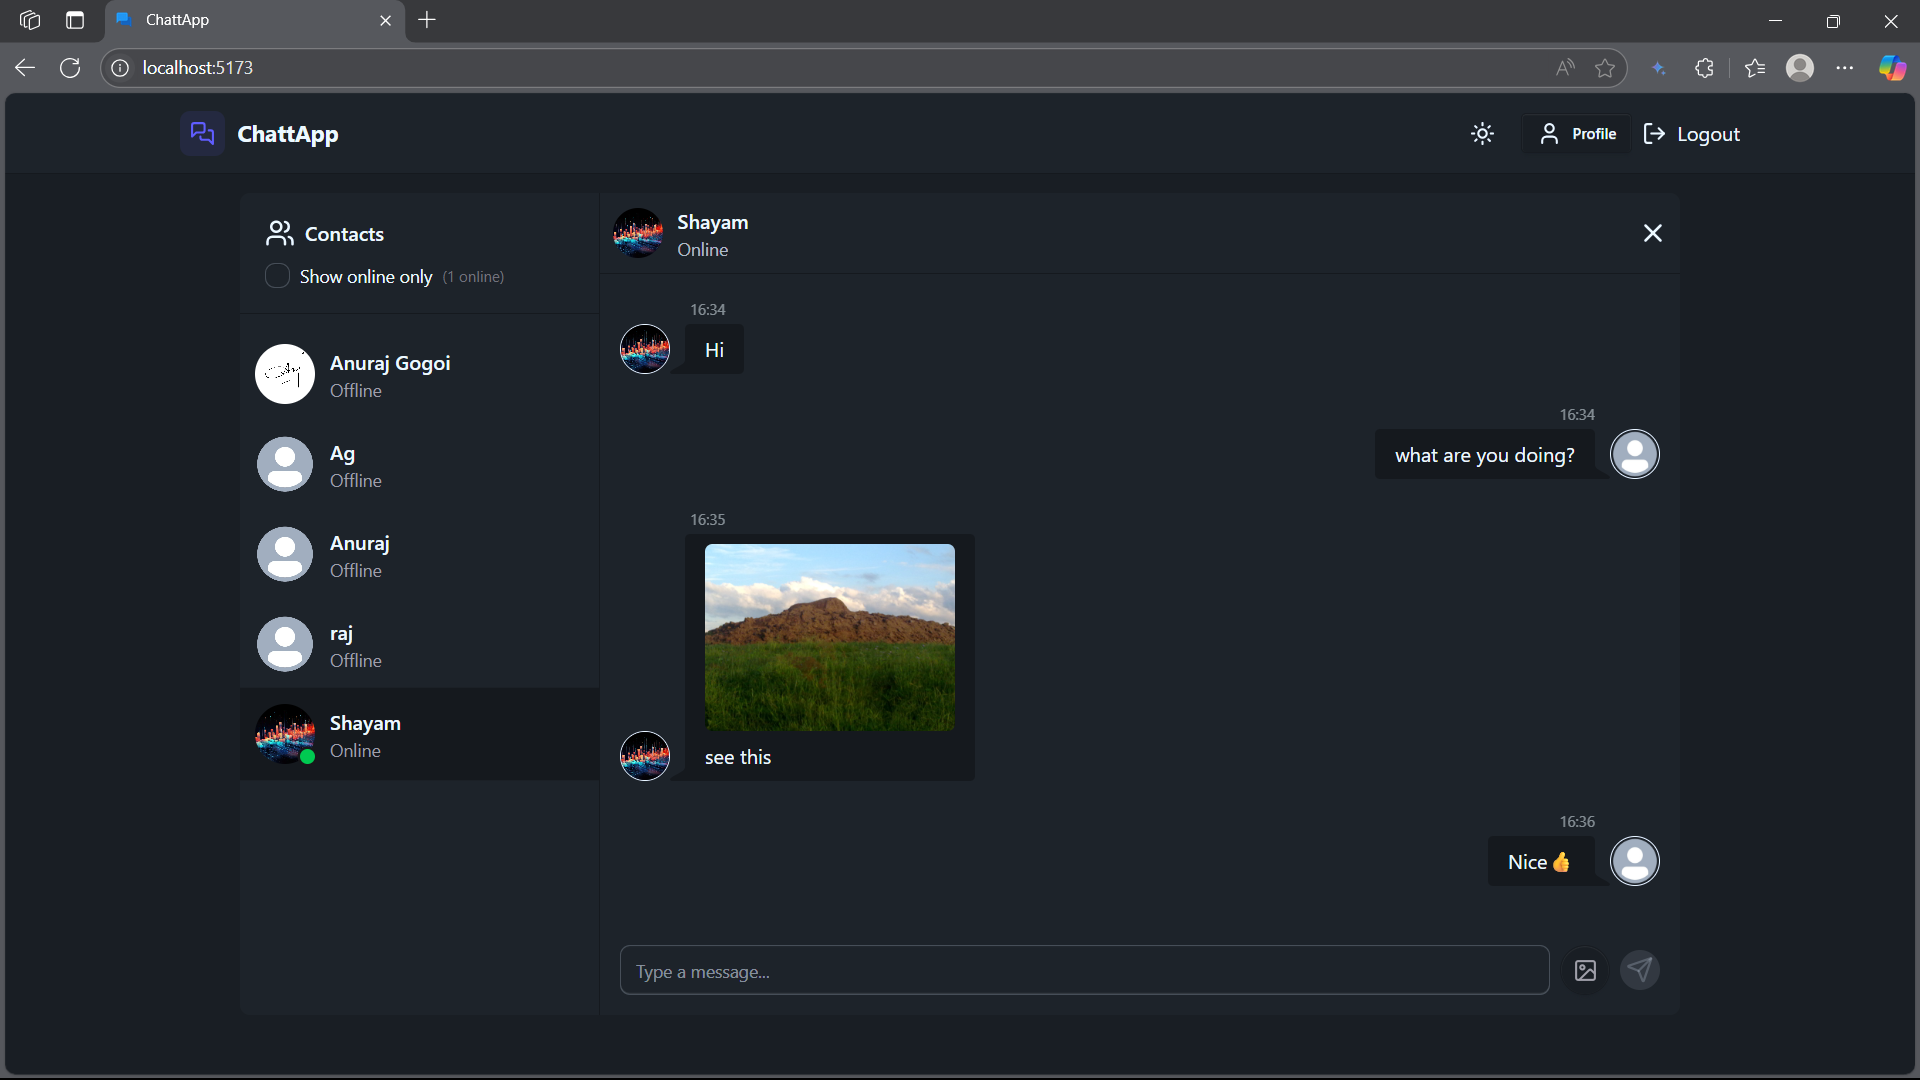 ChattApp
localhost:5173
ChattApp
Profile
Logout
Contacts
Show online only (1 online)
Anuraj Gogoi
Offline
Ag
Offline
Anuraj
Offline
raj
Offline
Shayam
Online
Shayam
Online
16:34
Hi
16:34
what are you doing?
16:35
see this
16:36
Nice👍
Type a message...